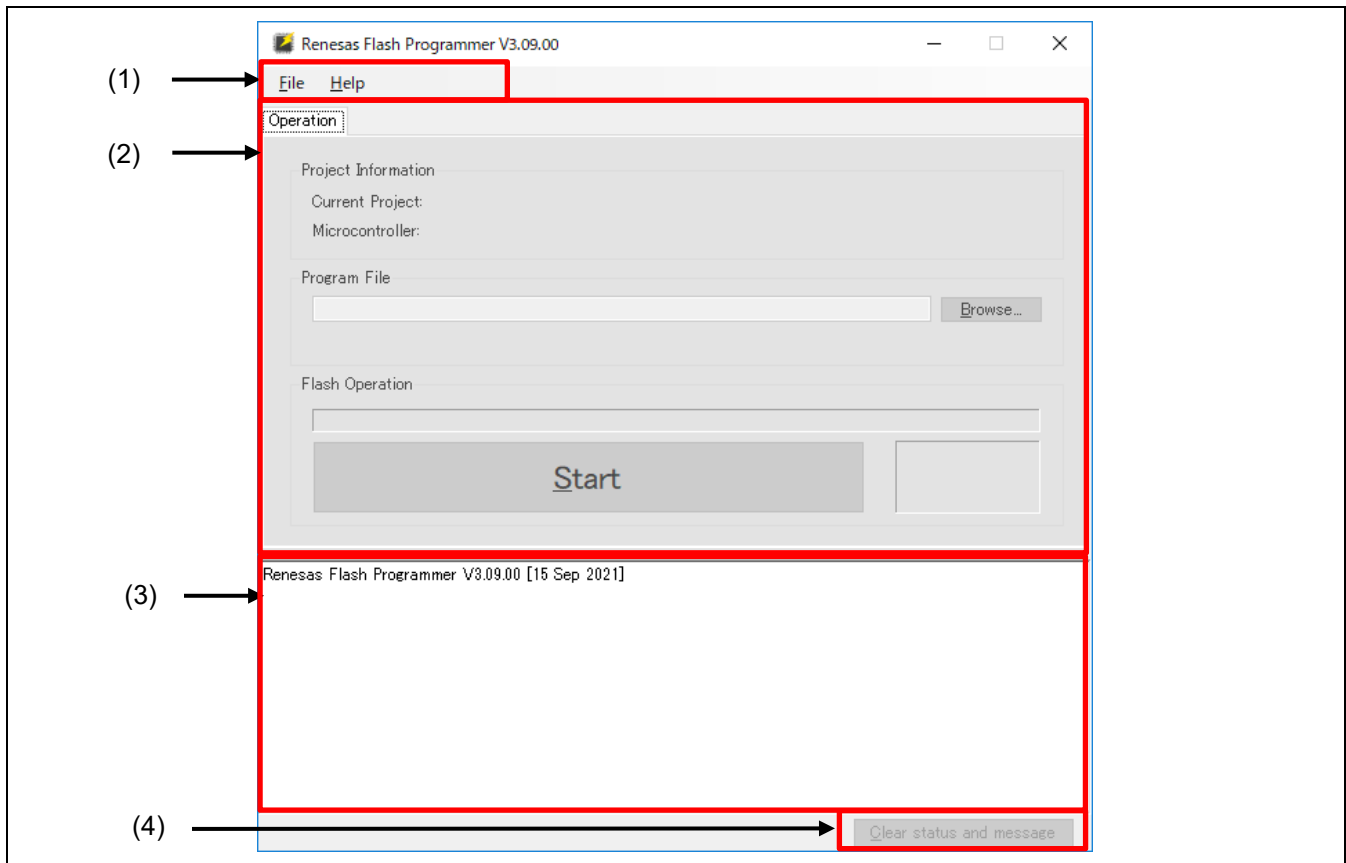 Renesas Flash Programmer V3.09.00
(1)
File Help
Operation
(2)
Project Information
Current Project:
Microcontroller:
Program File
Browse...
Flash Operation
Start
Renesas Flash Programmer V3.09.00 [15 Sep 2021]
(3)
(4)
Clear status and message